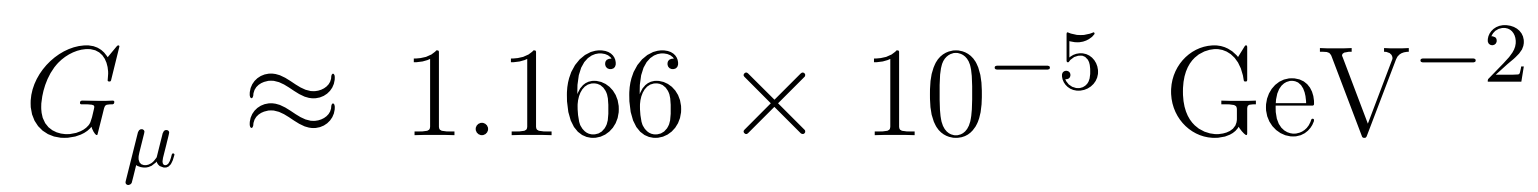 G_μ ≈ 1.166 × 10^{−5} GeV^{−2}